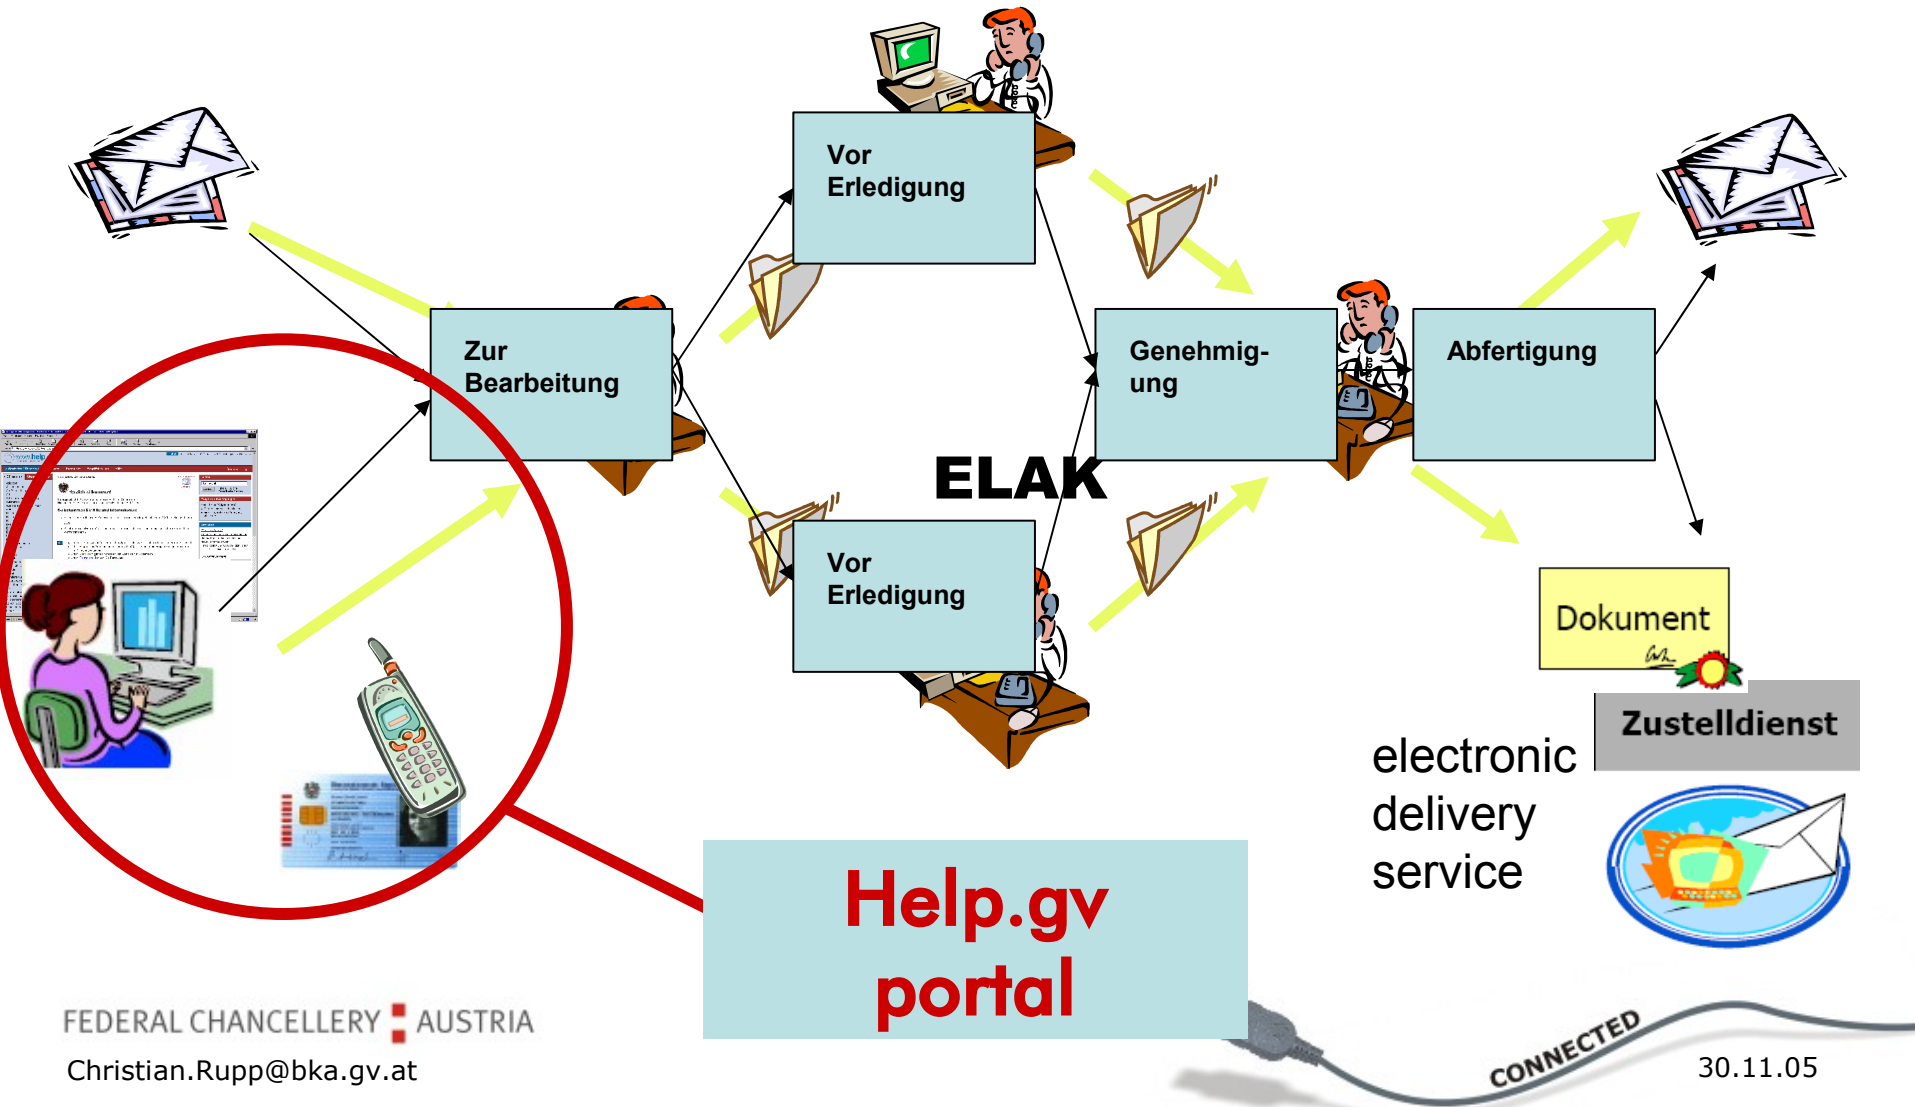 Vor
Erledigung
Zur
Bearbeitung
Genehmig-
ung
Abfertigung
ELAK
Vor
Erledigung
Dokument
Zustelldienst
electronic
delivery
service
Help.gv
portal
FEDERAL CHANCELLERY AUSTRIA
Christian.Rupp@bka.gv.at
CONNECTED
30.11.05